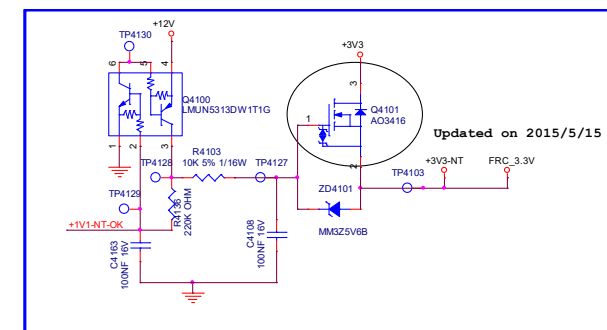 +12V
TP4130
+3V3
6
5
4
3
Q4100
LMUN5313DW1T1G
Q4101
AO3416
1
Updated on 2015/5/15
1
2
3
R4103
10K 5% 1/16W
TP4128
TP4127
2
TP4103
+3V3-NT
FRC_3.3V
ZD4101
TP4129
R4136
220K OHM
MM3Z5V6B
+1V1-NT-OK
C4163
100NF 16V
C4108
100NF 16V